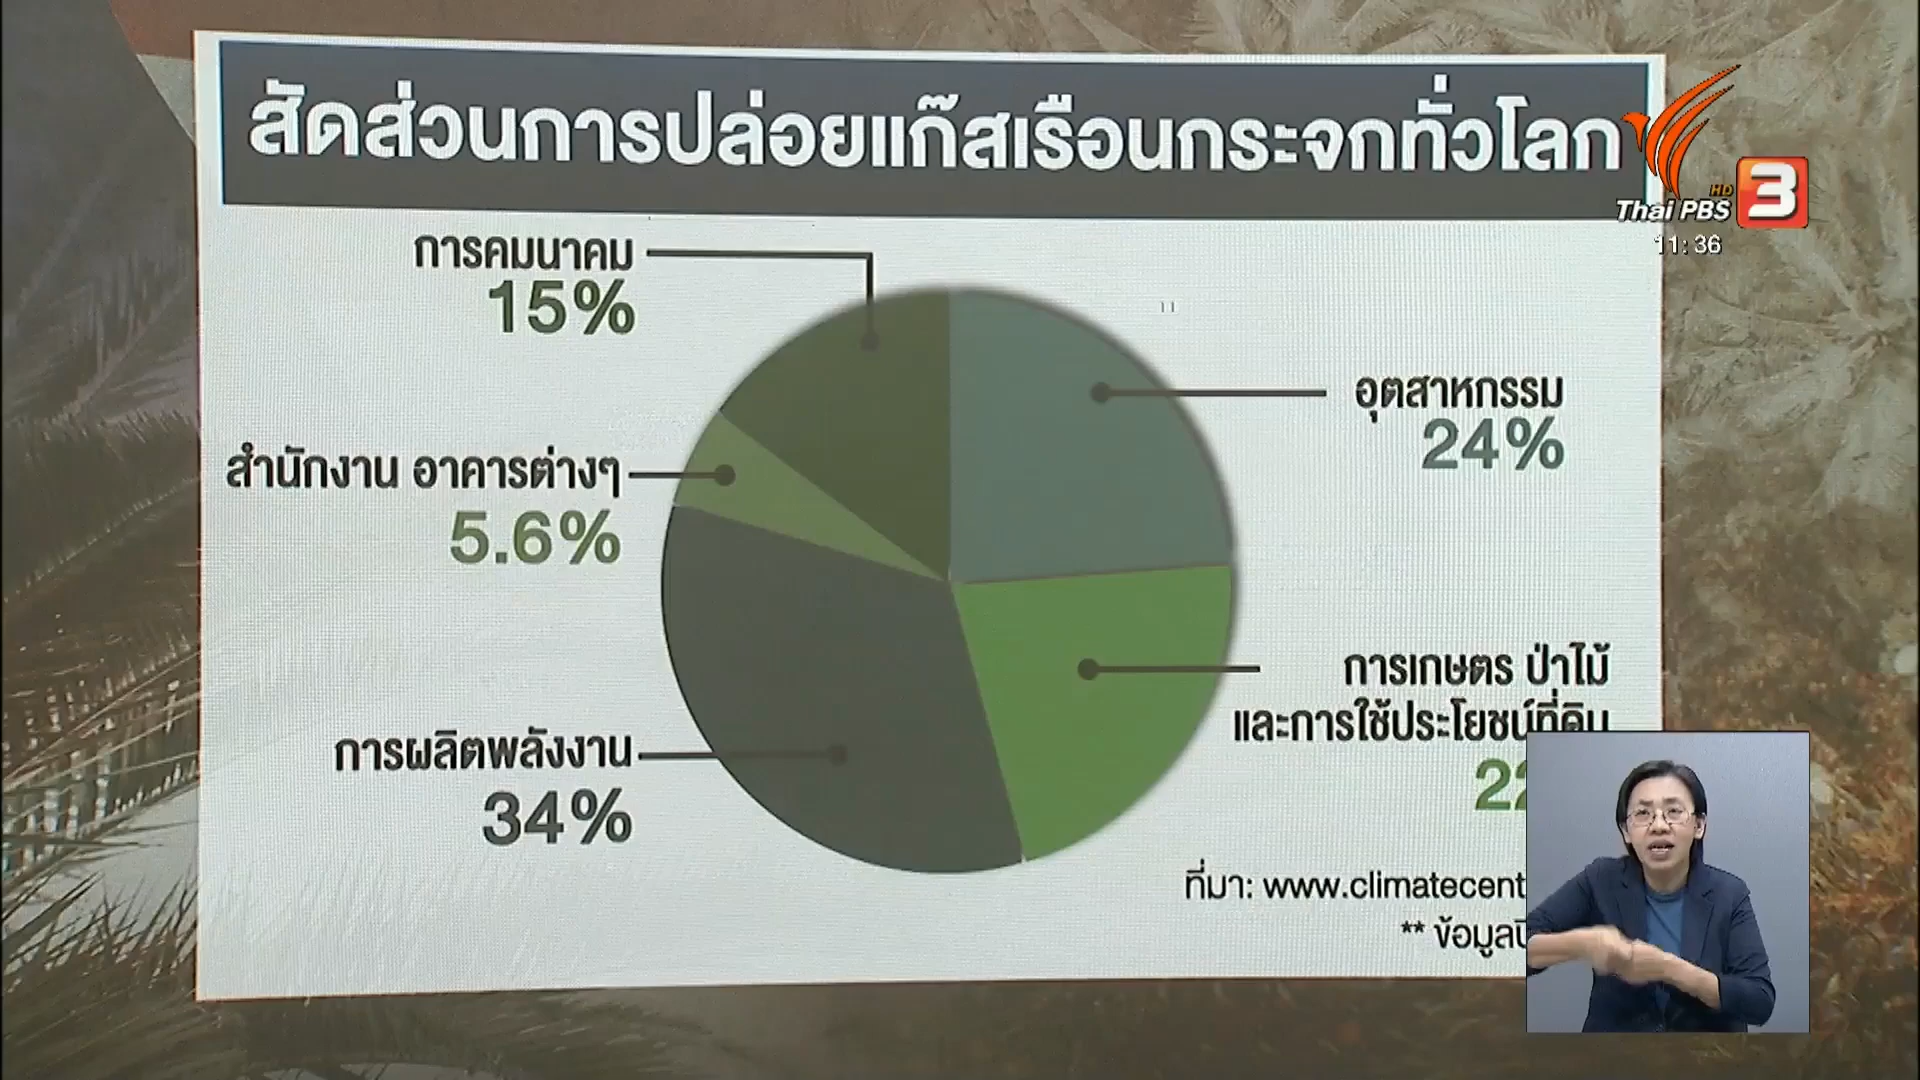 สัดส่วนการปล่อยแก๊สเรือนกระจกทั่วโลก
HD
Thai PBS 3
11:36
การคมนาคม
15%
อุตสาหกรรม
24%
สำนักงาน อาคารต่างๆ
5.6%
การเกษตร ป่าไม้
และการใช้ประโยชน์ที่ดิน
22
การผลิตพลังงาน
34%
ที่มา: www.climatecent
** ข้อมูล